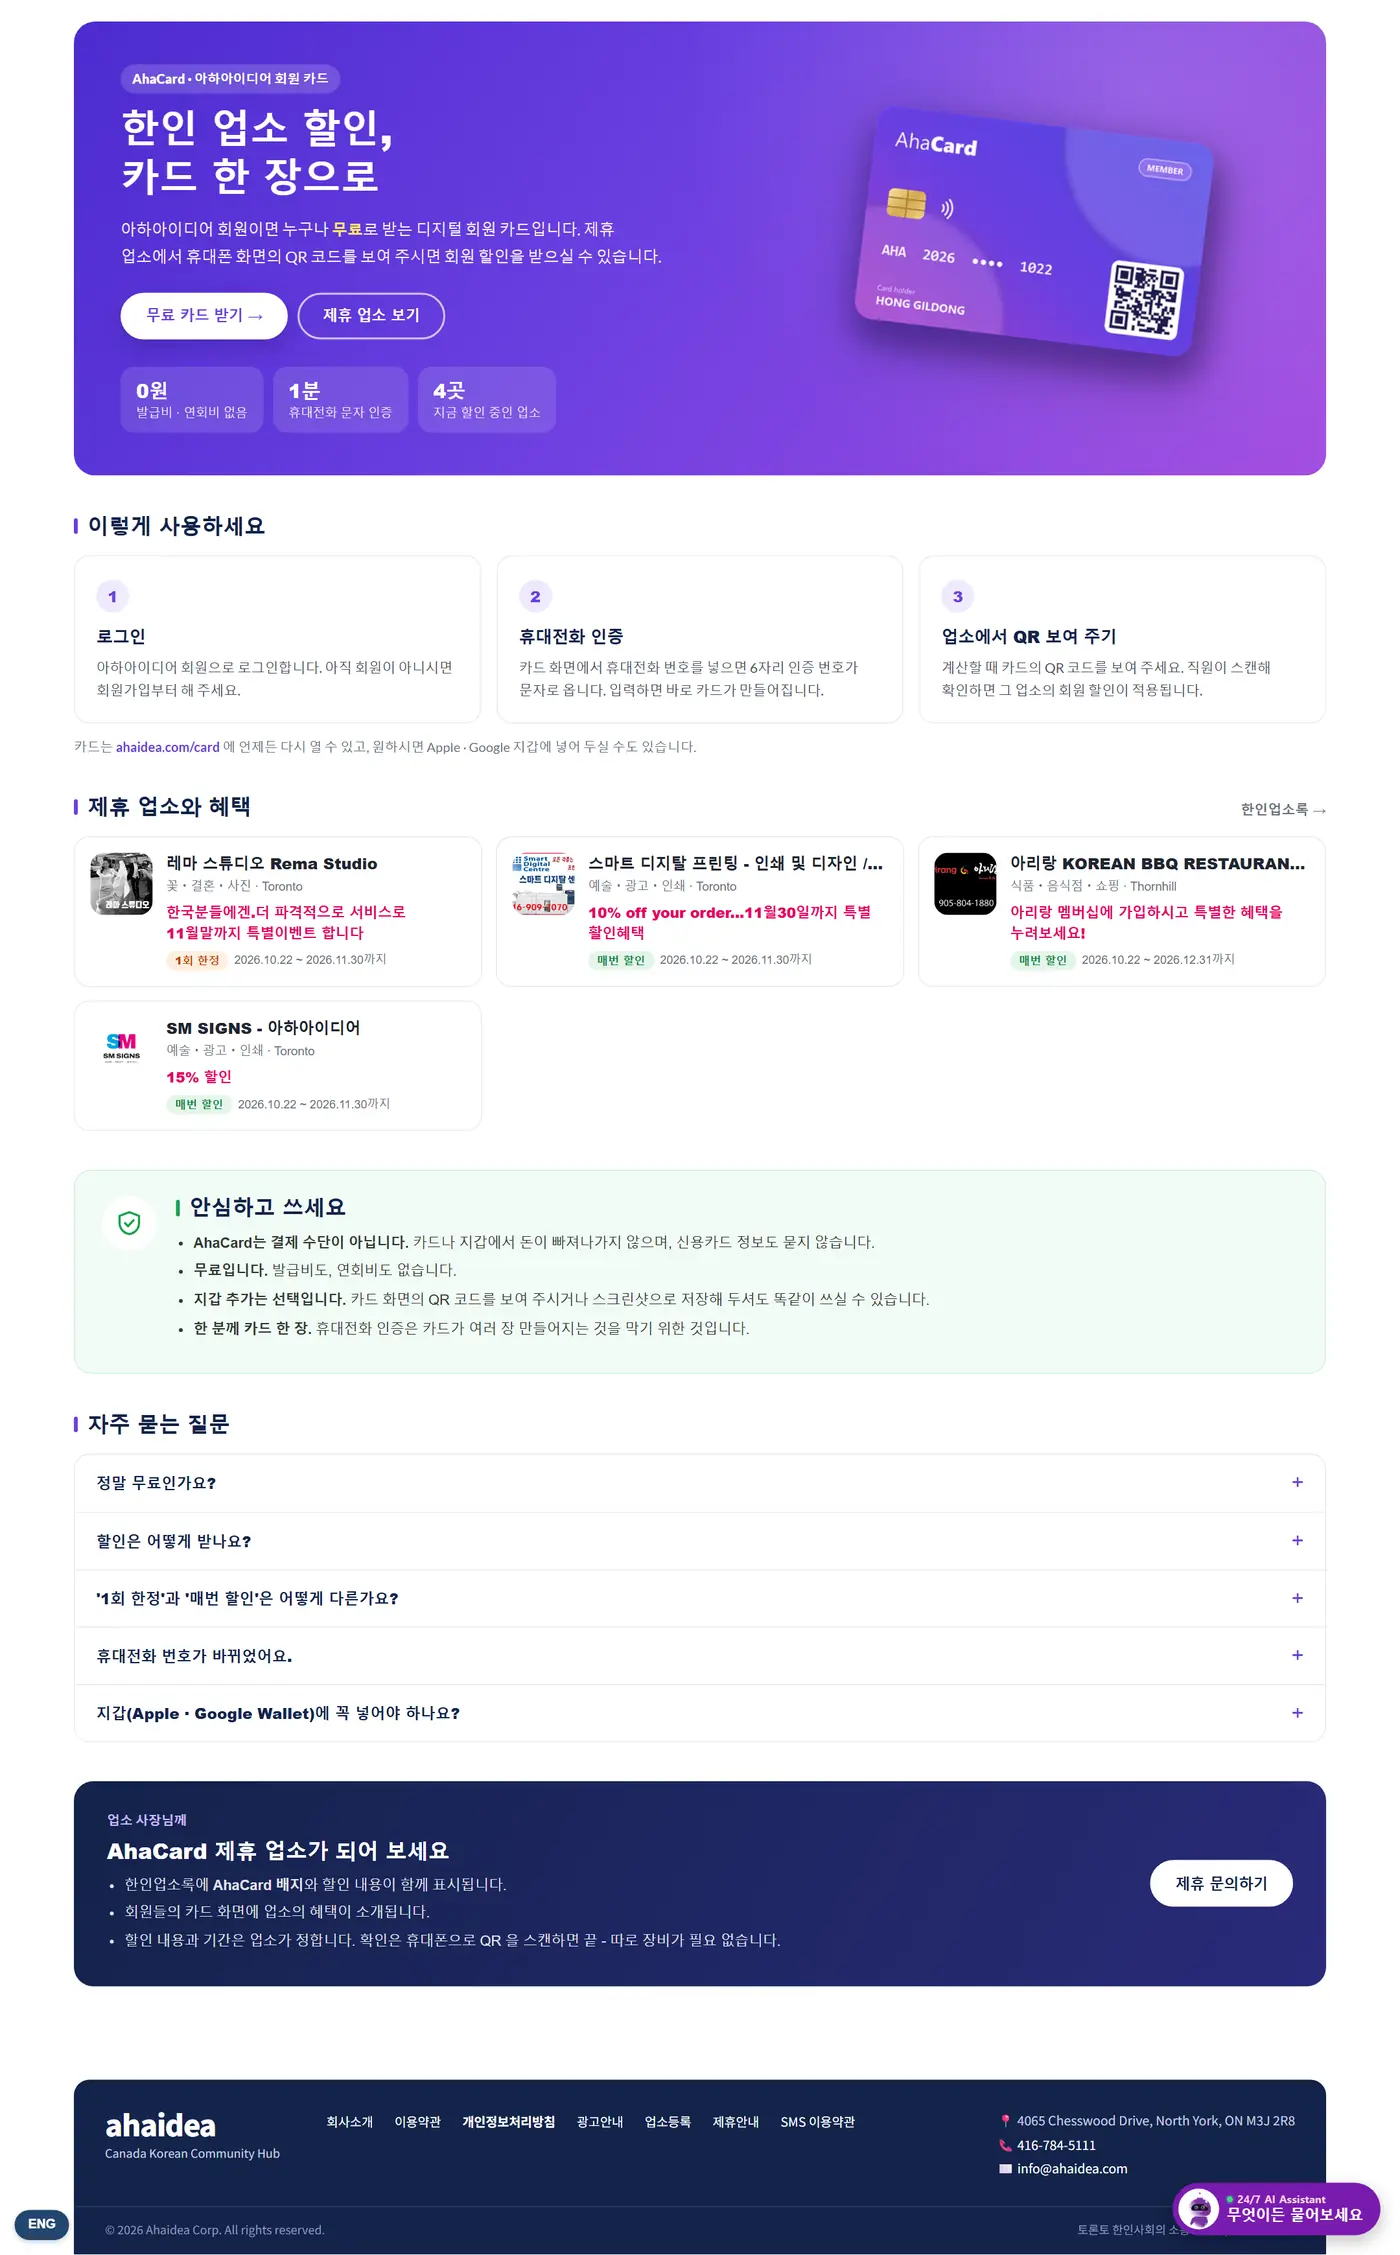 AhaCard · 아하아이디어 회원 카드
한인 업소 할인,
카드 한 장으로
아하아이디어 회원이면 누구나 무료로 받는 디지털 회원 카드입니다. 제휴
업소에서 휴대폰 화면의 QR 코드를 보여 주시면 회원 할인을 받으실 수 있습니다.
무료 카드 받기 →
제휴 업소 보기
0원
발급비 · 연회비 없음
1분
휴대전화 문자 인증
4곳
지금 할인 중인 업소
AhaCard
MEMBER
AHA 2026 •••• 1022
Card holder
HONG GILDONG
이렇게 사용하세요
1
로그인
아하아이디어 회원으로 로그인합니다. 아직 회원이 아니시면
회원가입부터 해 주세요.
2
휴대전화 인증
카드 화면에서 휴대전화 번호를 넣으면 6자리 인증 번호가
문자로 옵니다. 입력하면 바로 카드가 만들어집니다.
3
업소에서 QR 보여 주기
계산할 때 카드의 QR 코드를 보여 주세요. 직원이 스캔해
확인하면 그 업소의 회원 할인이 적용됩니다.
카드는 ahaidea.com/card 에 언제든 다시 열 수 있고, 원하시면 Apple · Google 지갑에 넣어 두실 수도 있습니다.
제휴 업소와 혜택
한인업소록 →
레마 스튜디오
레마 스튜디오 Rema Studio
꽃 · 결혼 · 사진 · Toronto
한국분들에겐.더 파격적으로 서비스로
11월말까지 특별이벤트 합니다
1회 한정 2026.10.22 ~ 2026.11.30까지
Smart
Digital
Centre
스마트 디지탈 센
스마트 디지탈 프린팅 - 인쇄 및 디자인 /...
예술 · 광고 · 인쇄 · Toronto
10% off your order...11월30일까지 특별
할인혜택
매번 할인 2026.10.22 ~ 2026.11.30까지
905-804-1880
아리랑 KOREAN BBQ RESTAURAN...
식품 · 음식점 · 쇼핑 · Thornhill
아리랑 멤버십에 가입하시고 특별한 혜택을
누려보세요!
매번 할인 2026.10.22 ~ 2026.12.31까지
SM
SM SIGNS
SM SIGNS - 아하아이디어
예술 · 광고 · 인쇄 · Toronto
15% 할인
매번 할인 2026.10.22 ~ 2026.11.30까지
안심하고 쓰세요
• AhaCard는 결제 수단이 아닙니다. 카드나 지갑에서 돈이 빠져나가지 않으며, 신용카드 정보도 묻지 않습니다.
• 무료입니다. 발급비도, 연회비도 없습니다.
• 지갑 추가는 선택입니다. 카드 화면의 QR 코드를 보여 주시거나 스크린샷으로 저장해 두셔도 똑같이 쓰실 수 있습니다.
• 한 분께 카드 한 장. 휴대전화 인증은 카드가 여러 장 만들어지는 것을 막기 위한 것입니다.
자주 묻는 질문
정말 무료인가요? +
할인은 어떻게 받나요? +
'1회 한정'과 '매번 할인'은 어떻게 다른가요? +
휴대전화 번호가 바뀌었어요. +
지갑(Apple · Google Wallet)에 꼭 넣어야 하나요? +
업소 사장님께
AhaCard 제휴 업소가 되어 보세요
• 한인업소록에 AhaCard 배지와 할인 내용이 함께 표시됩니다.
• 회원들의 카드 화면에 업소의 혜택이 소개됩니다.
• 할인 내용과 기간은 업소가 정합니다. 확인은 휴대폰으로 QR 을 스캔하면 끝 - 따로 장비가 필요 없습니다.
제휴 문의하기
ahaidea
Canada Korean Community Hub
회사소개 이용약관 개인정보처리방침 광고안내 업소등록 제휴안내 SMS 이용약관
4065 Chesswood Drive, North York, ON M3J 2R8
416-784-5111
info@ahaidea.com
24/7 AI Assistant
무엇이든 물어보세요
ENG
© 2026 Ahaidea Corp. All rights reserved.
토론토 한인사회의